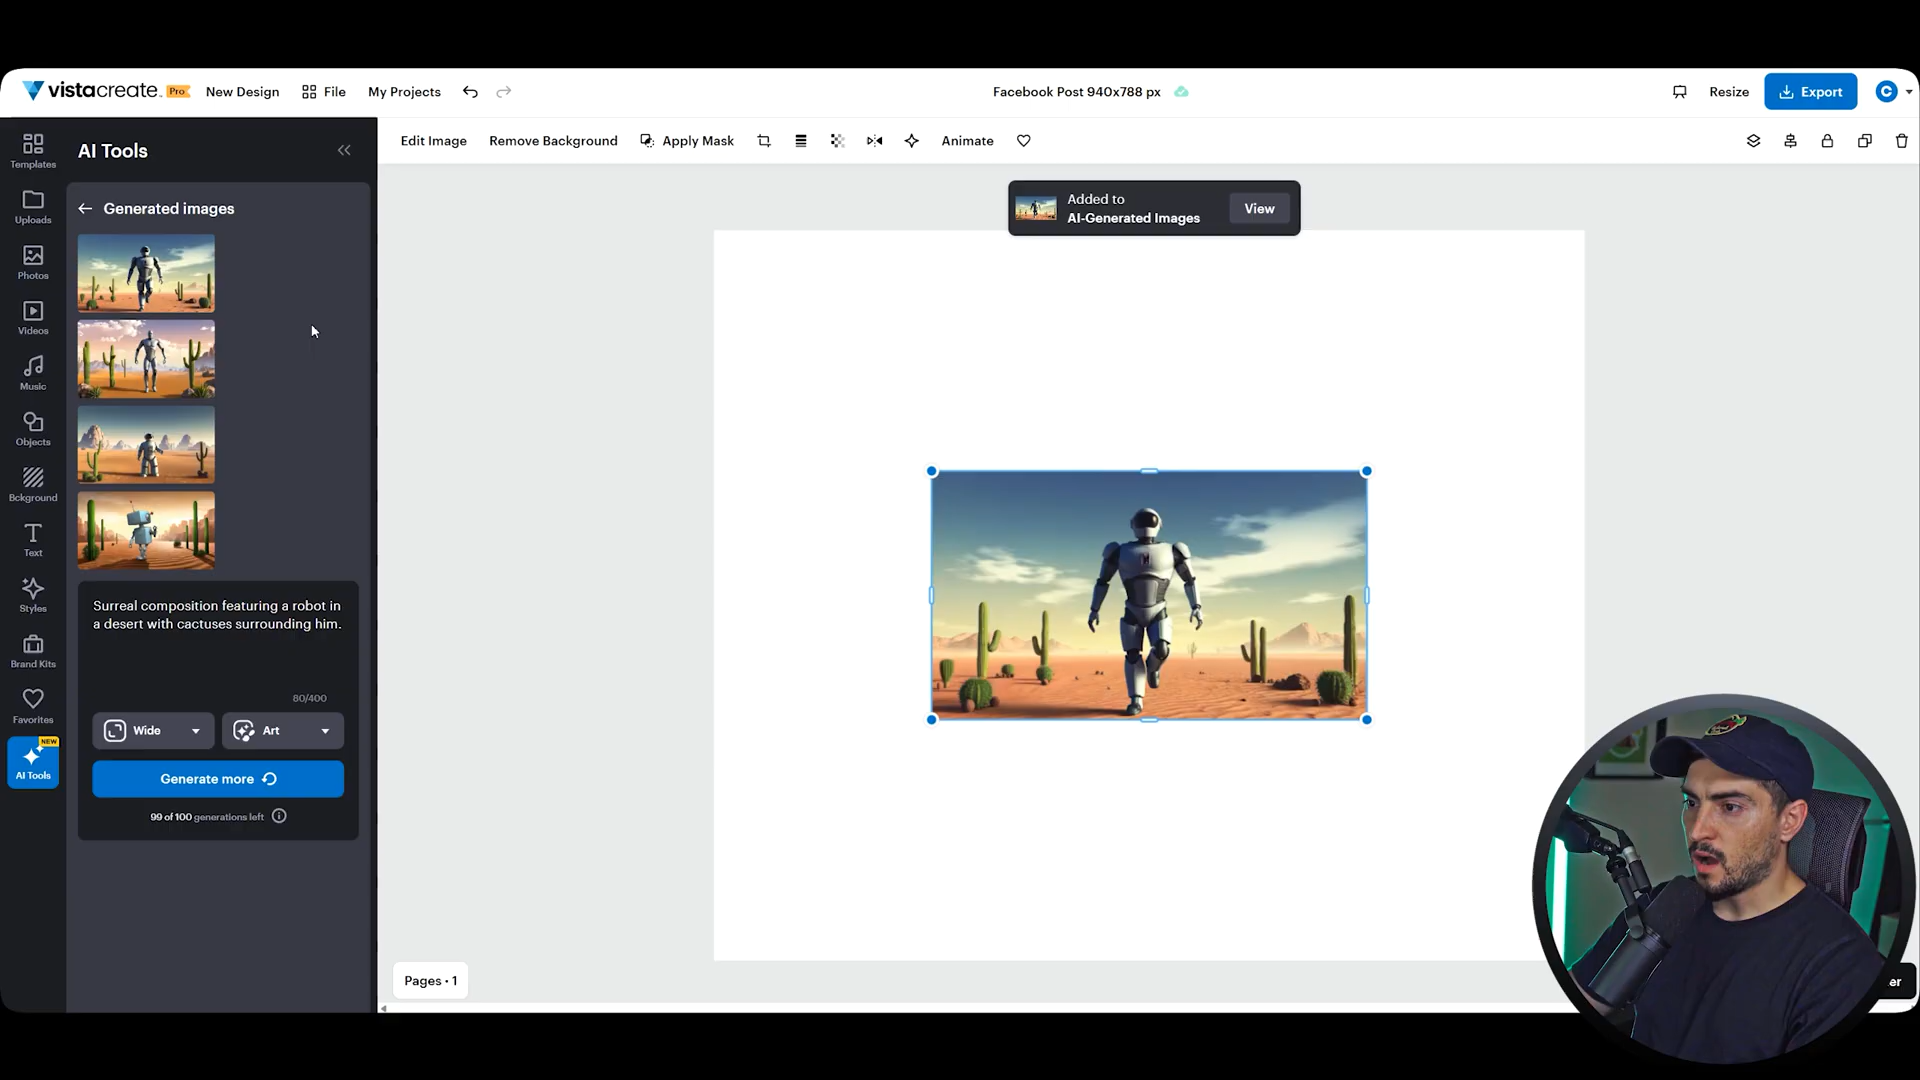 vistacreate Pro New Design File My Projects Facebook Post 940x788 px Resize Export C
Edit Image Remove Background Apply Mask Animate
Templates
Uploads
Photos
Videos
Music
Objects
Bckground
Text
Styles
Brand Kits
Favorites
NEW
AI Tools
AI Tools
Generated images
Surreal composition featuring a robot in
a desert with cactuses surrounding him.
80/400
Wide Art
Generate more
99 of 100 generations left
Added to
AI-Generated Images
View
Pages • 1